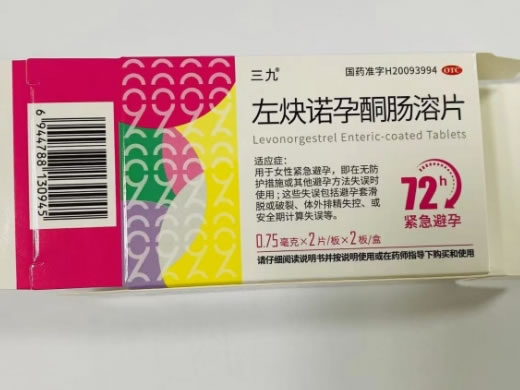 三九®
国药准字H20093994
OTC
左炔诺孕酮肠溶片
Levonorgestrel Enteric-coated Tablets
适应症:
用于女性紧急避孕,即在无防
护措施或其他避孕方法失误时
使用;这些失误包括避孕套滑
脱或破裂、体外排精失控、或
安全期计算失误等。
72h
紧急避孕
0.75毫克×2片/板×2板/盒
请仔细阅读说明书并按说明使用或在药师指导下购买和使用
6 944788 130945